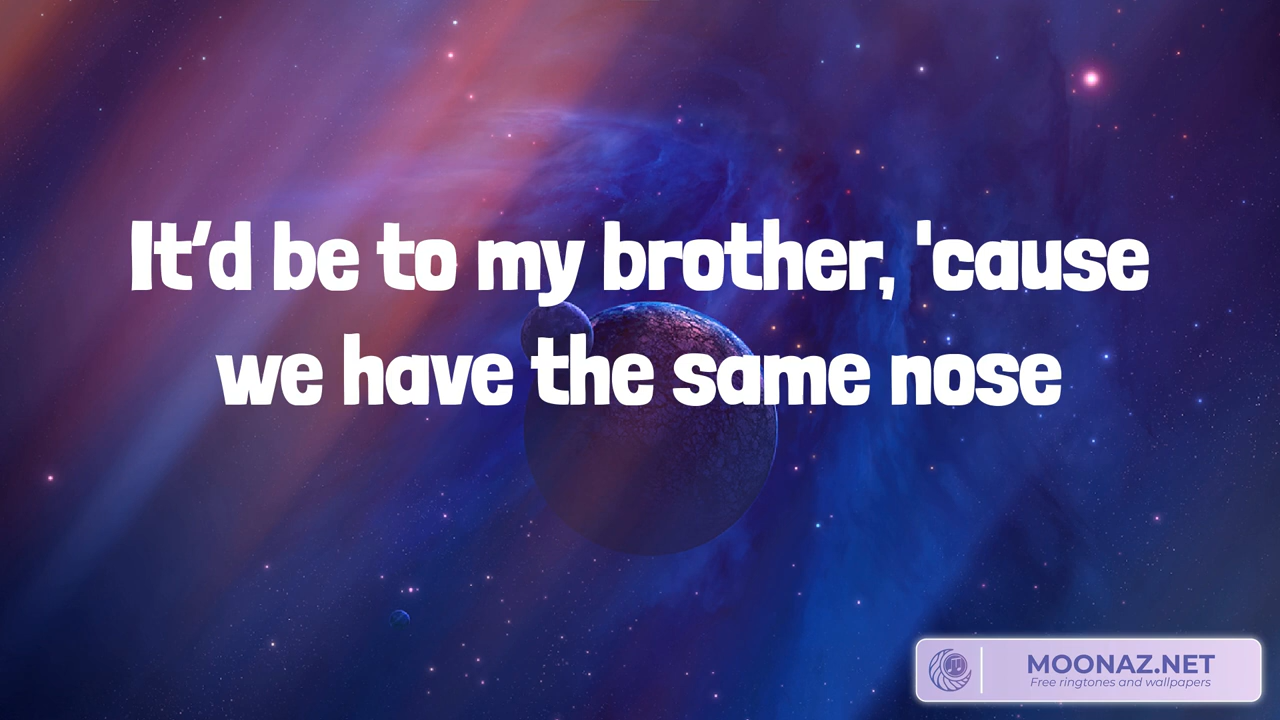 It’d be to my brother, 'cause
we have the same nose
MOONAZ.NET
Free ringtones and wallpapers